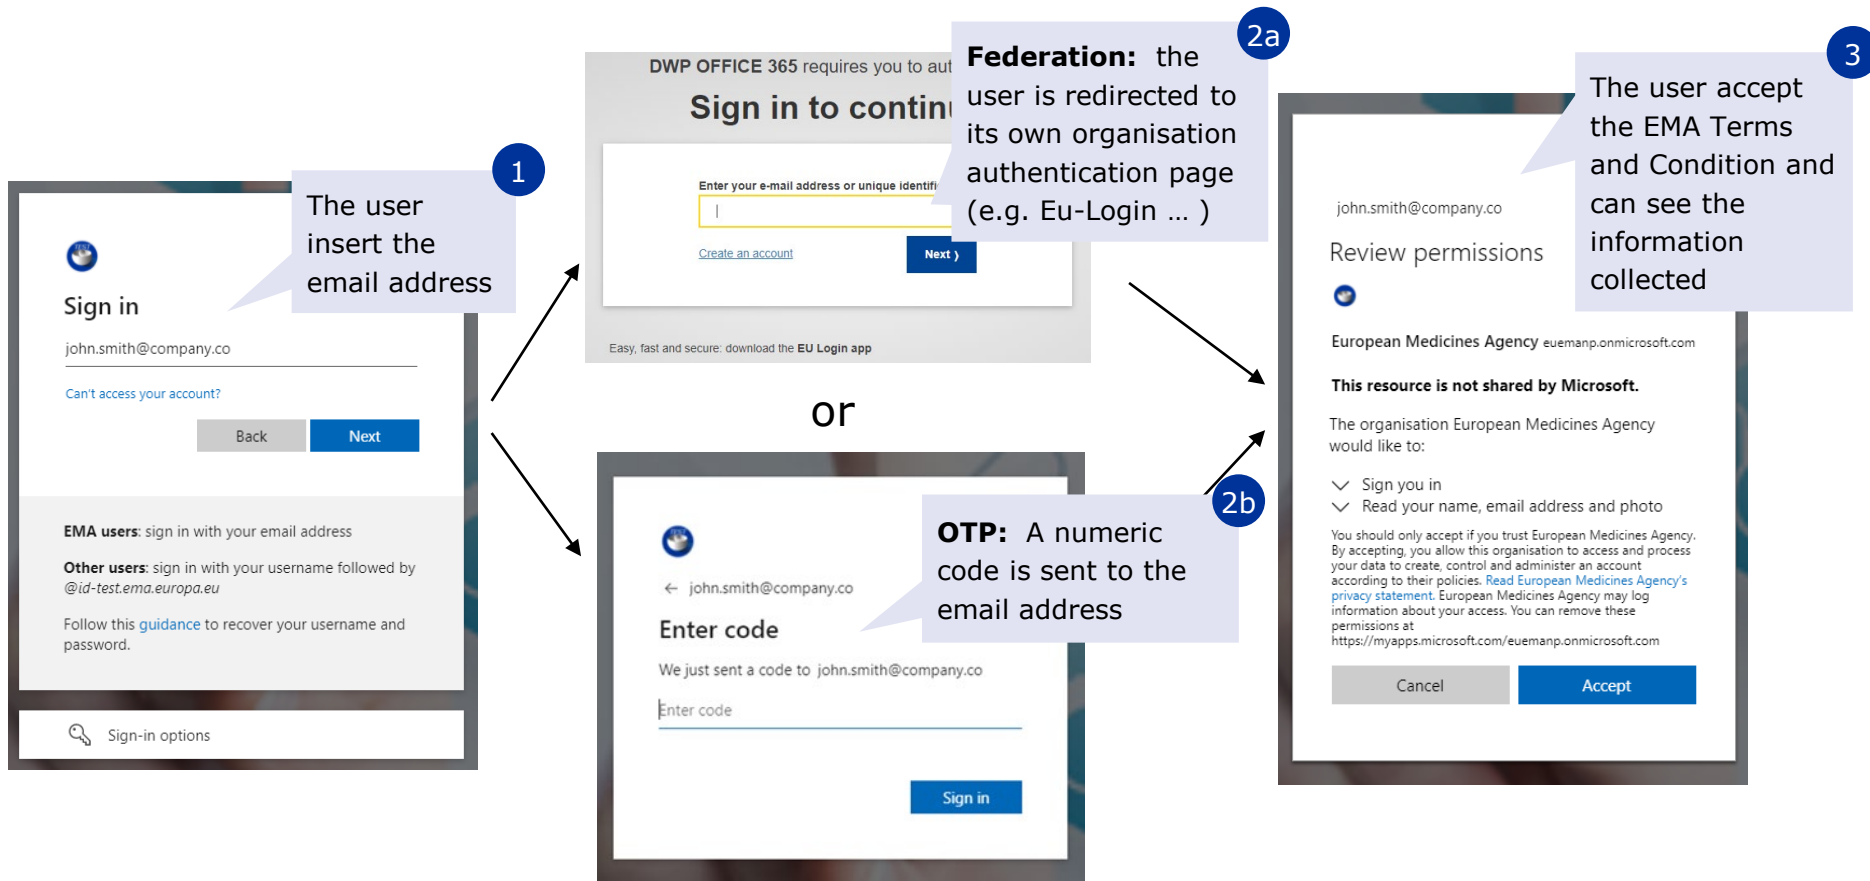 1
The user
insert the
email address
Sign in
john.smith@company.co
Can't access your account?
Back
Next
EMA users: sign in with your email address
Other users: sign in with your username followed by
@id-test.ema.europa.eu
Follow this guidance to recover your username and
password.
Sign-in options
2a
Federation: the
user is redirected to
its own organisation
authentication page
(e.g. Eu-Login … )
DWP OFFICE 365 requires you to aut
Sign in to contin
Enter your e-mail address or unique identifi
Create an account
Next ⟩
Easy, fast and secure: download the EU Login app
or
2b
OTP: A numeric
code is sent to the
email address
TEST
← john.smith@company.co
Enter code
We just sent a code to john.smith@company.co
Enter code
Sign in
3
The user accept
the EMA Terms
and Condition and
can see the
information
collected
john.smith@company.co
Review permissions
European Medicines Agency euemanp.onmicrosoft.com
This resource is not shared by Microsoft.
The organisation European Medicines Agency
would like to:
Sign you in
Read your name, email address and photo
You should only accept if you trust European Medicines Agency.
By accepting, you allow this organisation to access and process
your data to create, control and administer an account
according to their policies. Read European Medicines Agency's
privacy statement. European Medicines Agency may log
information about your access. You can remove these
permissions at
https://myapps.microsoft.com/euemanp.onmicrosoft.com
Cancel
Accept